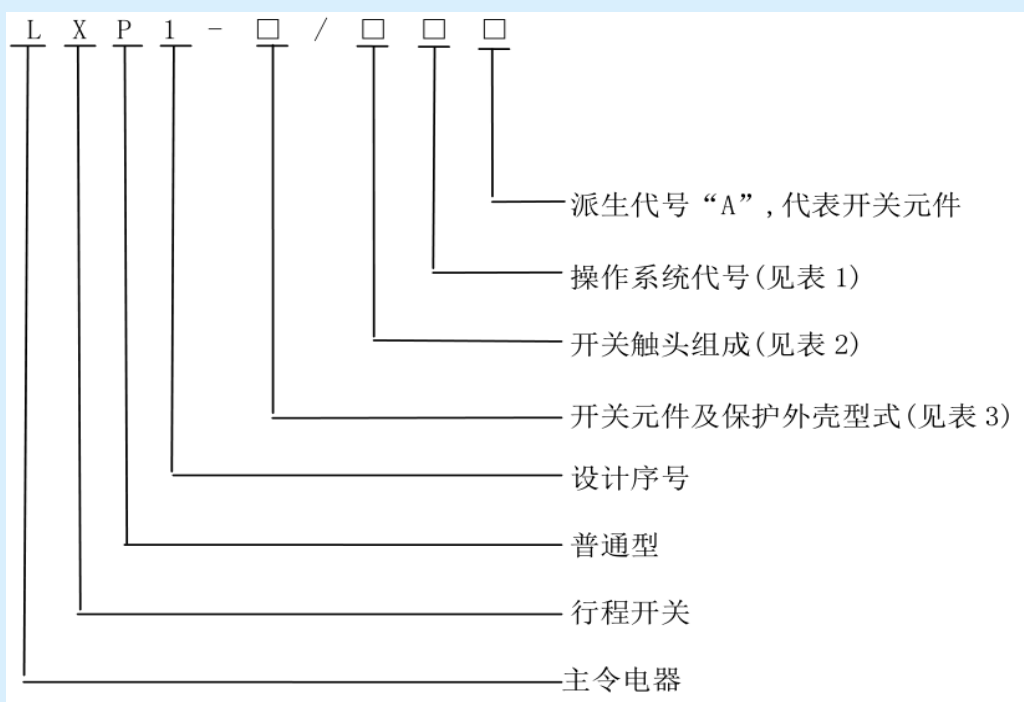 LXP1-□/□□□
派生代号“A”,代表开关元件
操作系统代号(见表1)
开关触头组成(见表2)
开关元件及保护外壳型式(见表3)
设计序号
普通型
行程开关
主令电器